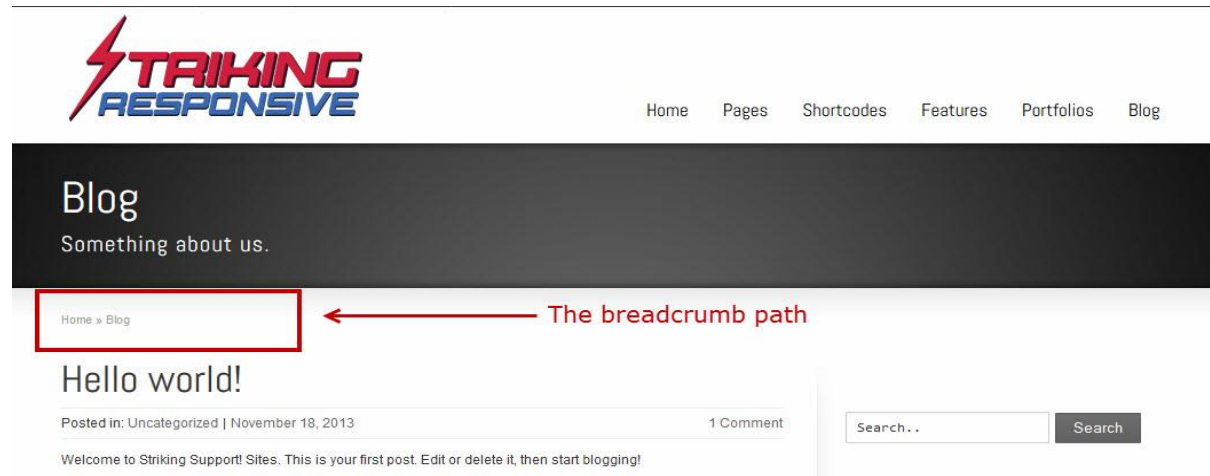 STRIKING
RESPONSIVE
Home Pages Shortcodes Features Portfolios Blog
Blog
Something about us.
Home » Blog
The breadcrumb path
Hello world!
Posted in: Uncategorized | November 18, 2013 1 Comment
Search.. Search
Welcome to Striking Support! Sites. This is your first post. Edit or delete it, then start blogging!